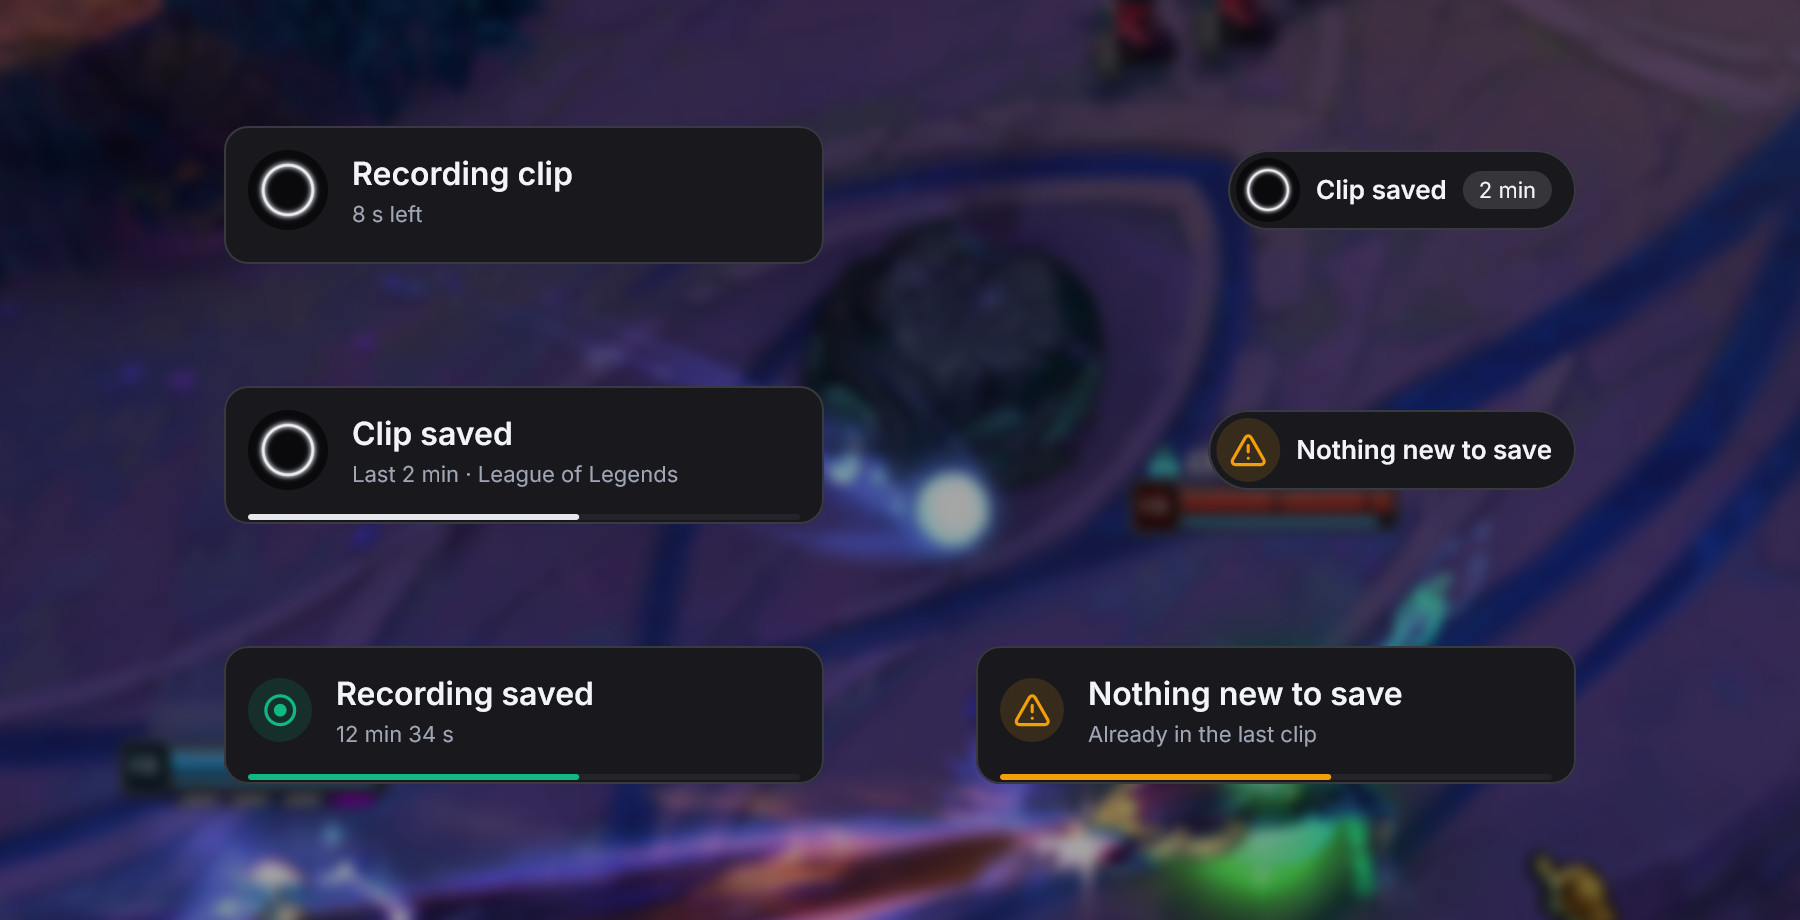 Recording clip
8 s left
Clip saved
2 min
Clip saved
Last 2 min · League of Legends
Nothing new to save
Recording saved
12 min 34 s
Nothing new to save
Already in the last clip